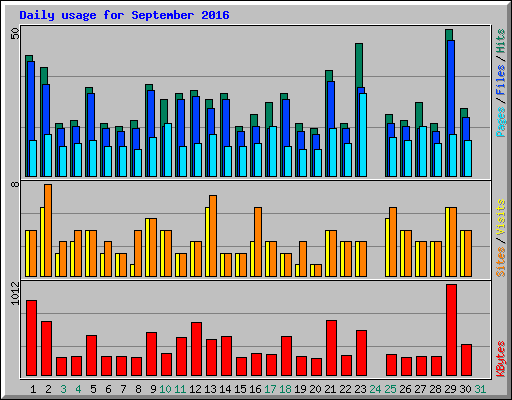 Daily usage for September 2016
50
Pages / Files / Hits
8
Sites / Visits
1012
KBytes
1 2 3 4 5 6 7 8 9 10 11 12 13 14 15 16 17 18 19 20 21 22 23 24 25 26 27 28 29 30 31